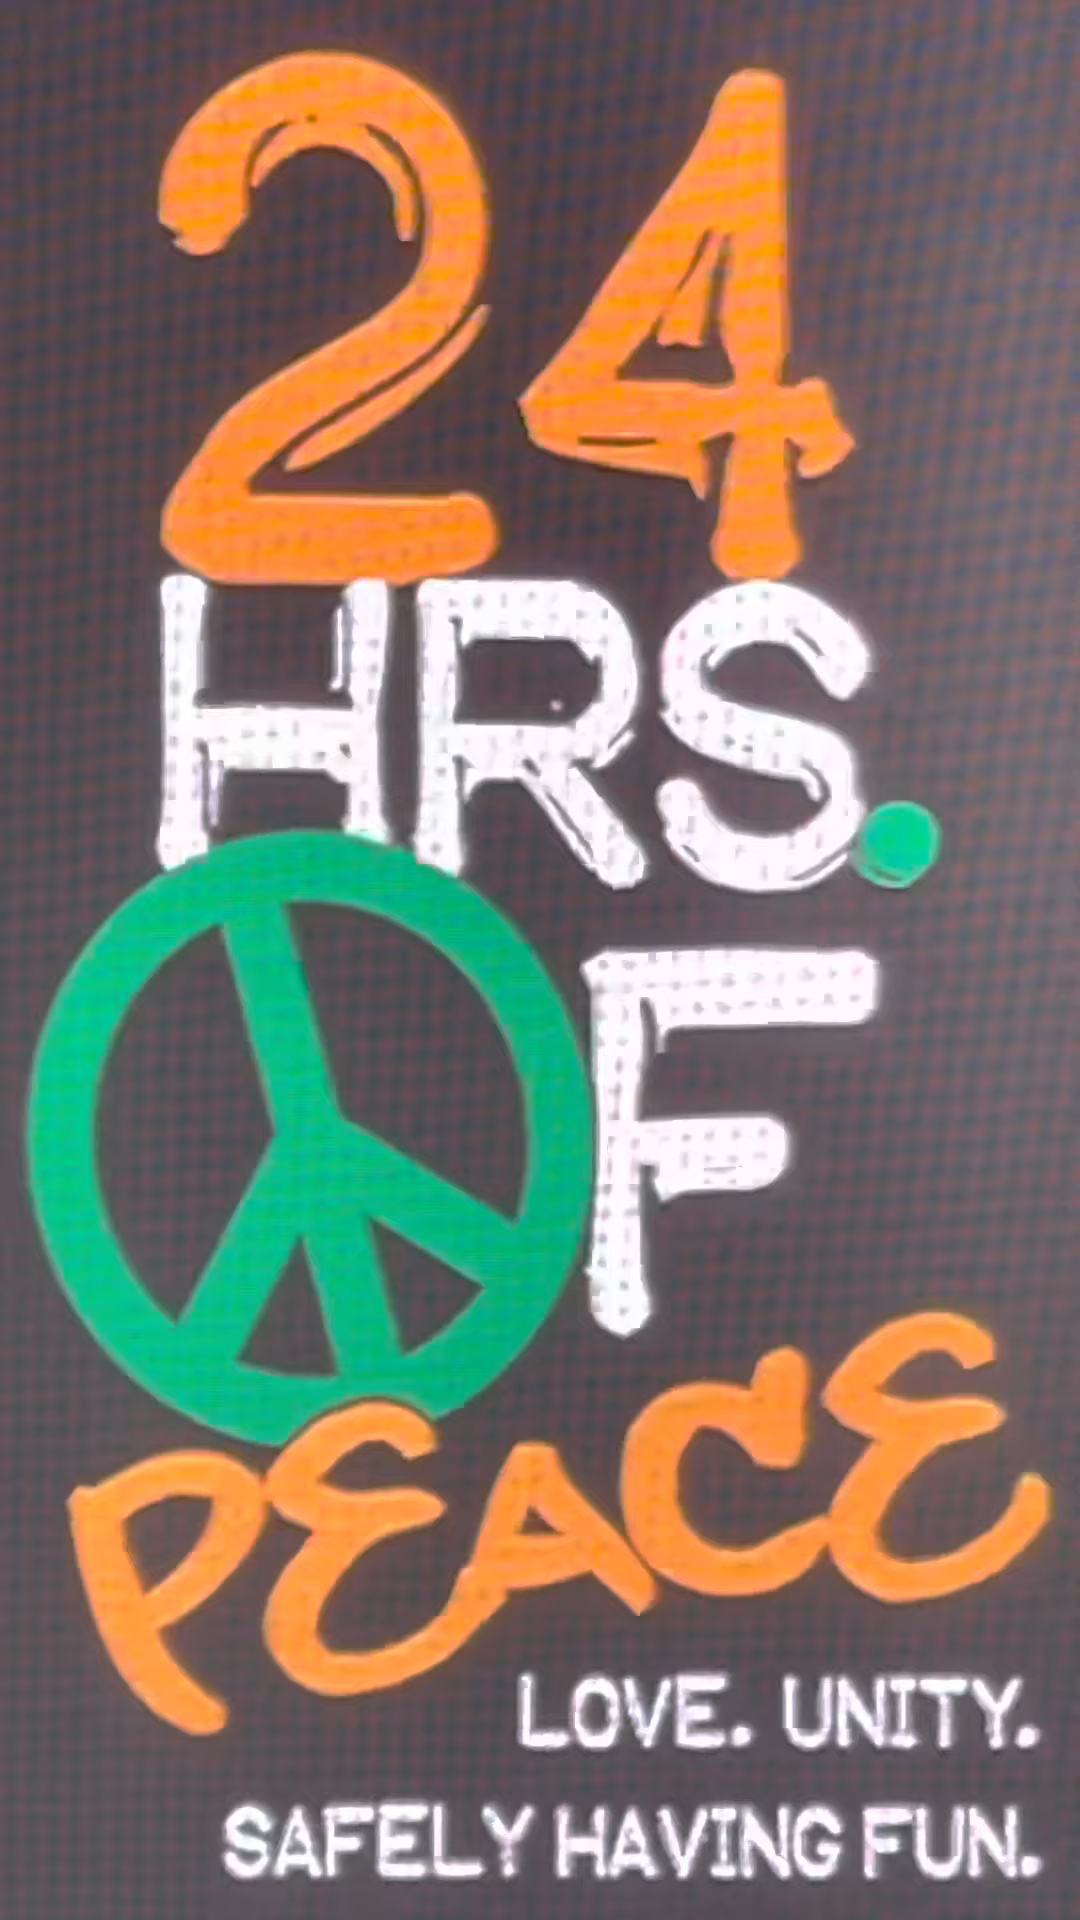 24
HRS.
OF
PEACE
LOVE. UNITY.
SAFELY HAVING FUN.